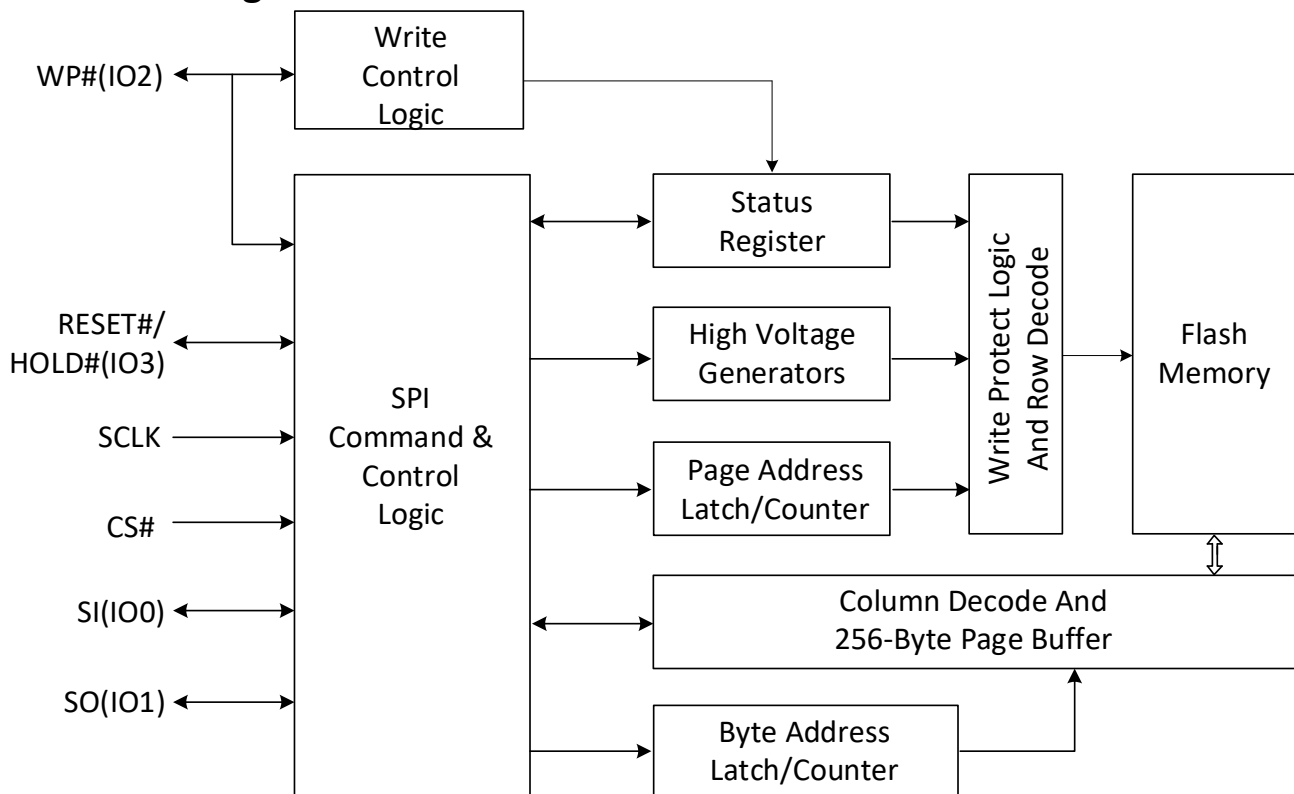 WP#(IO2)
Write
Control
Logic
Status
Register
RESET#/
HOLD#(IO3)
High Voltage
Generators
SPI
Command &
Control
Logic
SCLK
Page Address
Latch/Counter
Write Protect Logic
And Row Decode
Flash
Memory
CS#
SI(IO0)
Column Decode And
256-Byte Page Buffer
SO(IO1)
Byte Address
Latch/Counter